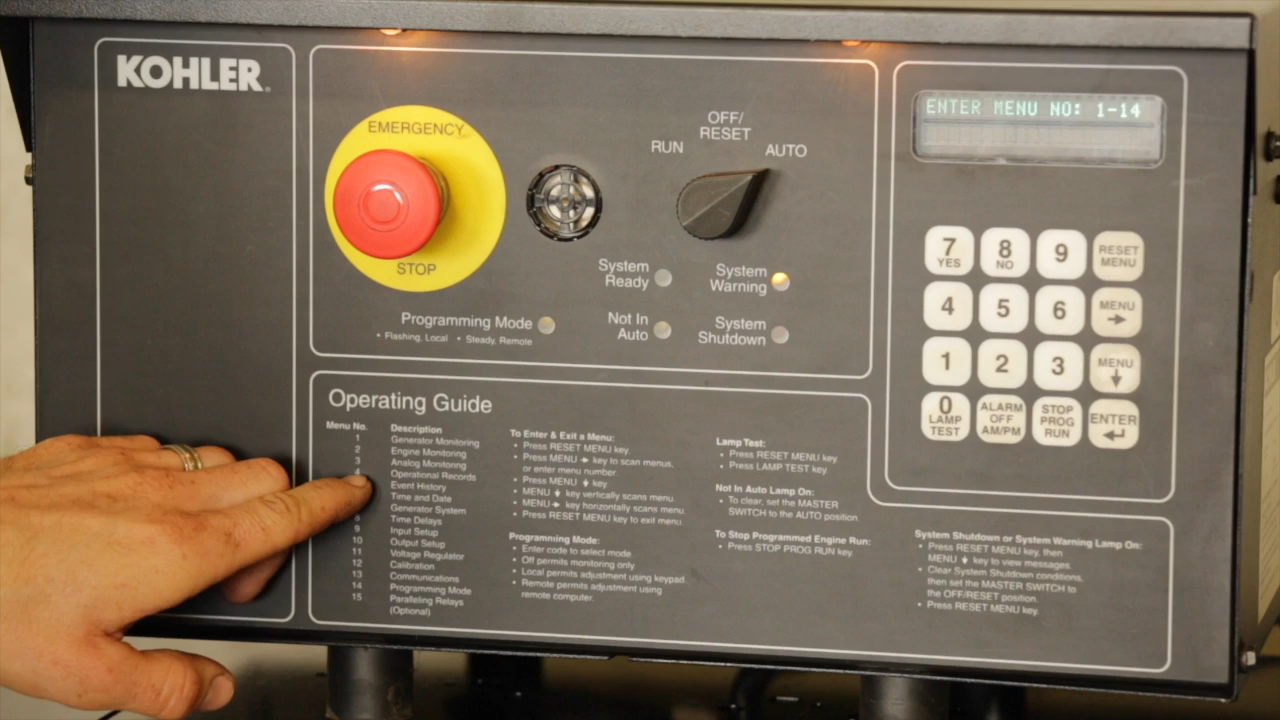 KOHLER.
EMERGENCY
STOP
OFF/
RESET
RUN
AUTO
System
Ready
System
Warning
Programming Mode
• Flashing, Local • Steady, Remote
Not In
Auto
System
Shutdown
ENTER MENU NO: 1-14
7
YES
8
NO
9
RESET
MENU
4
5
6
MENU
1
2
3
MENU
0
LAMP
TEST
ALARM
OFF
AM/PM
STOP
PROG
RUN
ENTER
Operating Guide
Menu No. Description
1 Generator Monitoring
2 Engine Monitoring
3 Analog Monitoring
4 Operational Records
Event History
Time and Date
Generator System
8 Time Delays
9 Input Setup
10 Output Setup
11 Voltage Regulator
12 Calibration
13 Communications
14 Programming Mode
15 Paralleling Relays
(Optional)
To Enter & Exit a Menu:
• Press RESET MENU key.
• Press MENU → key to scan menus,
or enter menu number.
• Press MENU ↓ key.
• MENU ↓ key vertically scans menu.
• MENU → key horizontally scans menu.
• Press RESET MENU key to exit menu.
Programming Mode:
• Enter code to select mode.
• Off permits monitoring only.
• Local permits adjustment using keypad.
• Remote permits adjustment using
remote computer.
Lamp Test:
• Press RESET MENU key.
• Press LAMP TEST key.
Not In Auto Lamp On:
• To clear, set the MASTER
SWITCH to the AUTO position.
To Stop Programmed Engine Run:
• Press STOP PROG RUN key.
System Shutdown or System Warning Lamp On:
• Press RESET MENU key, then
MENU ↓ key to view messages.
• Clear System Shutdown conditions,
then set the MASTER SWITCH to
the OFF/RESET position.
• Press RESET MENU key.